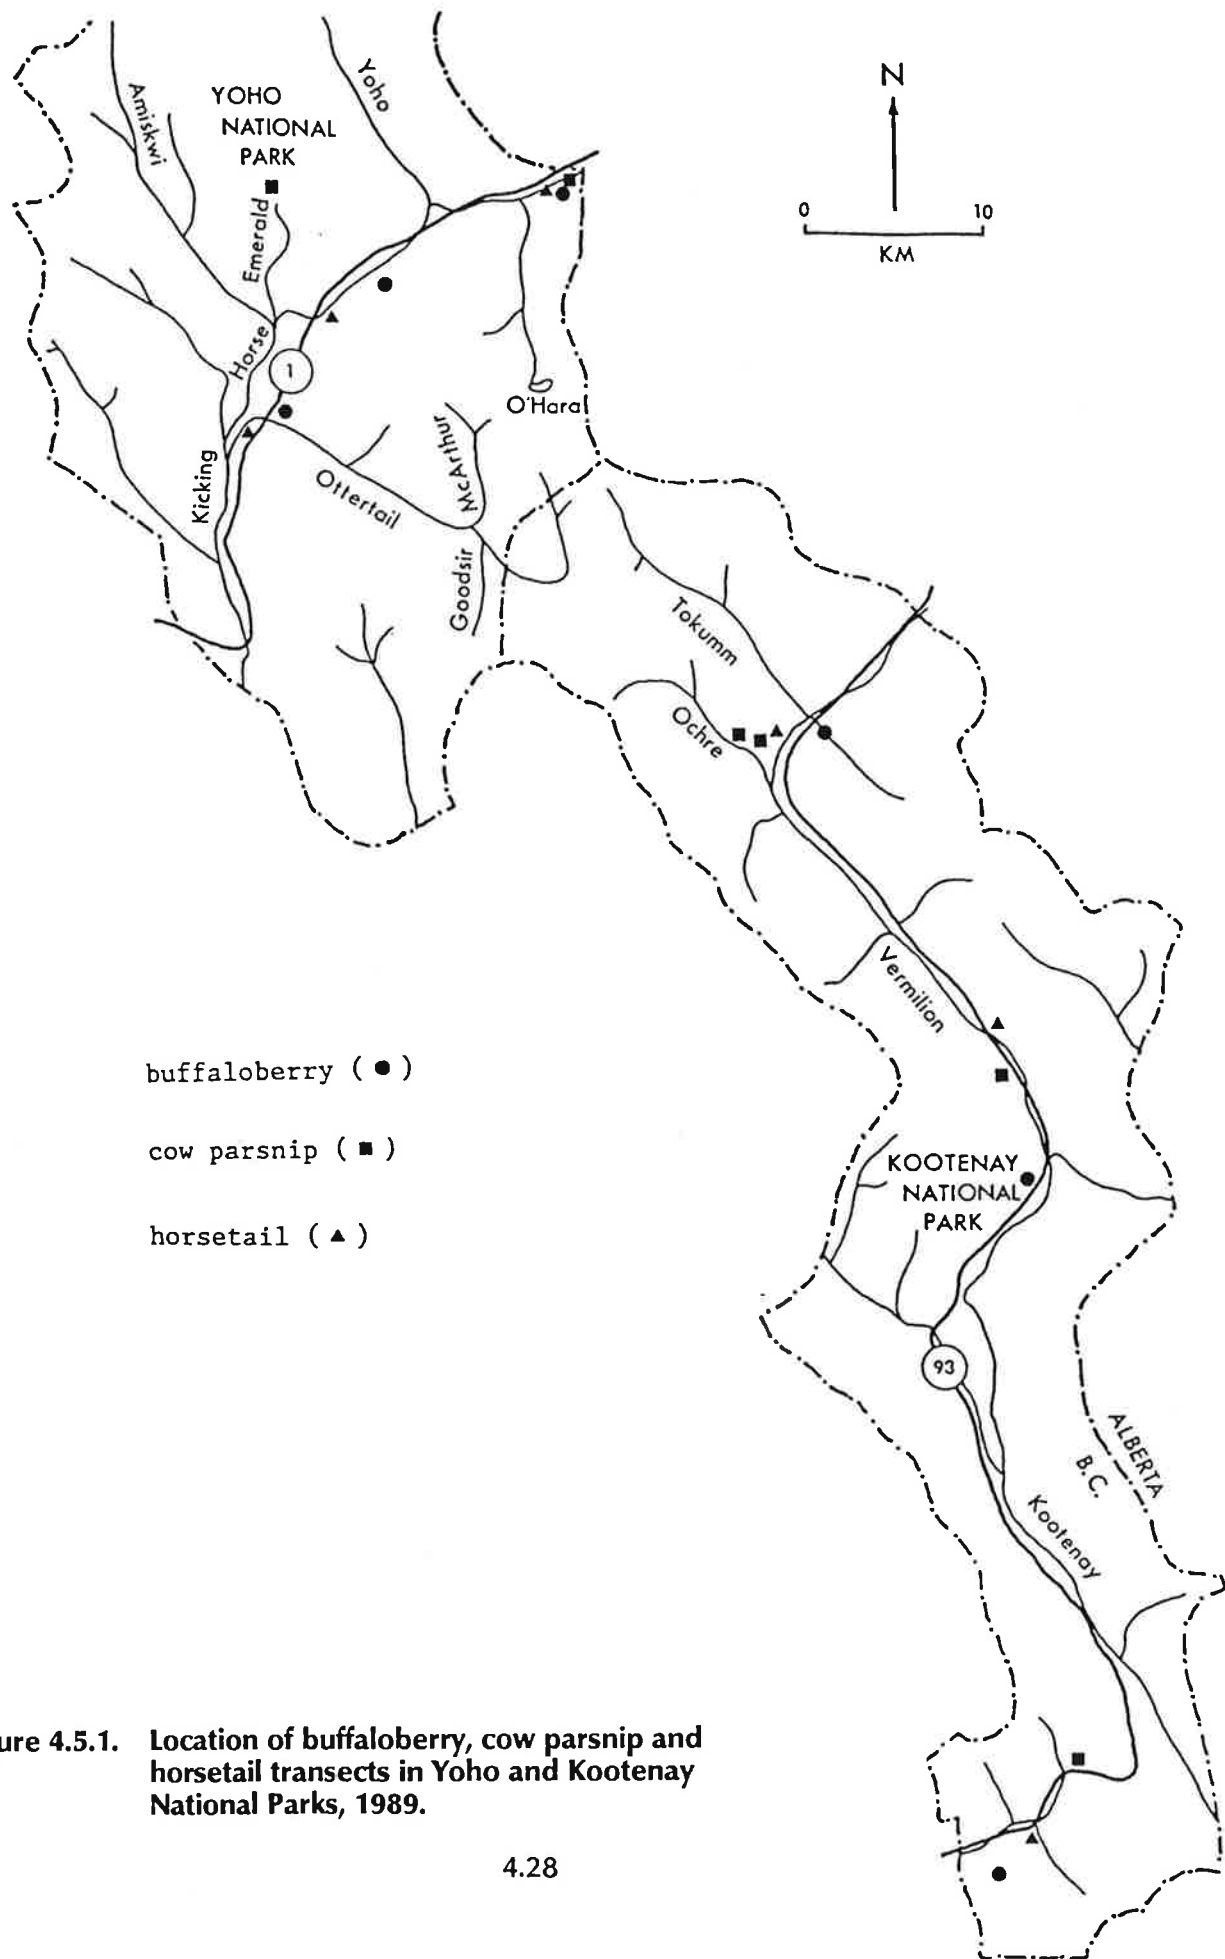 N
0 10
KM
YOHO
NATIONAL
PARK
Amiskwi
Yoho
Emerald
Horse
1
O'Hara
McArthur
Kicking
Ottertail
Goodsir
Tokumm
Ochre
Vermilion
buffaloberry ( ● )
cow parsnip ( ■ )
horsetail ( ▲ )
KOOTENAY
NATIONAL
PARK
93
ALBERTA
B.C.
Kootenay
ure 4.5.1. Location of buffaloberry, cow parsnip and
horsetail transects in Yoho and Kootenay
National Parks, 1989.
4.28